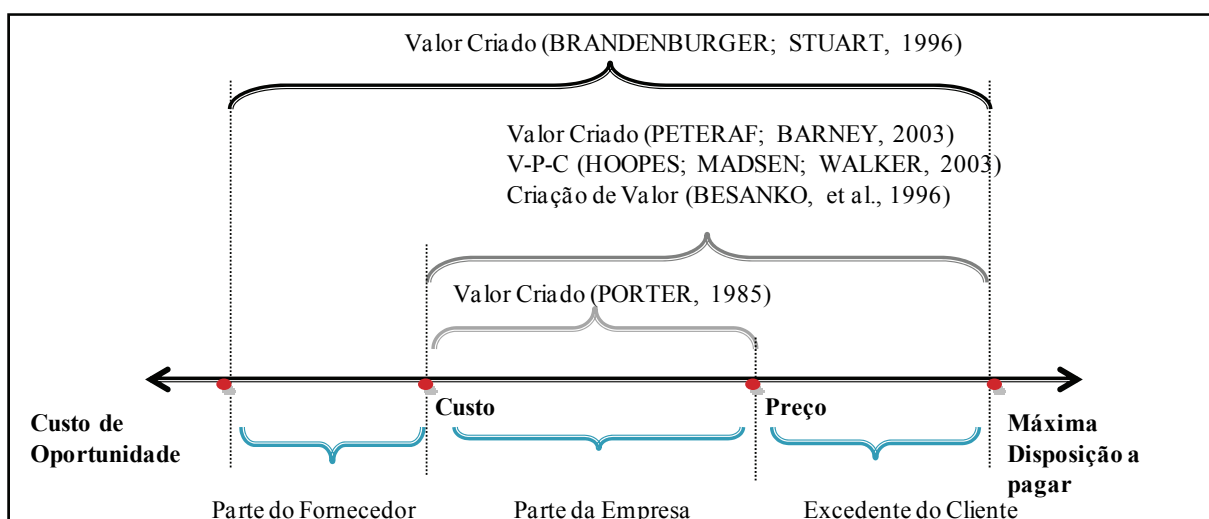 Valor Criado (BRANDENBURGER; STUART, 1996)
Valor Criado (PETERAF; BARNEY, 2003)
V-P-C (HOOPES; MADSEN; WALKER, 2003)
Criação de Valor (BESANKO, et al., 1996)
Valor Criado (PORTER, 1985)
Custo de
Oportunidade
Custo
Preço
Máxima
Disposição a
pagar
Parte do Fornecedor
Parte da Empresa
Excedente do Cliente